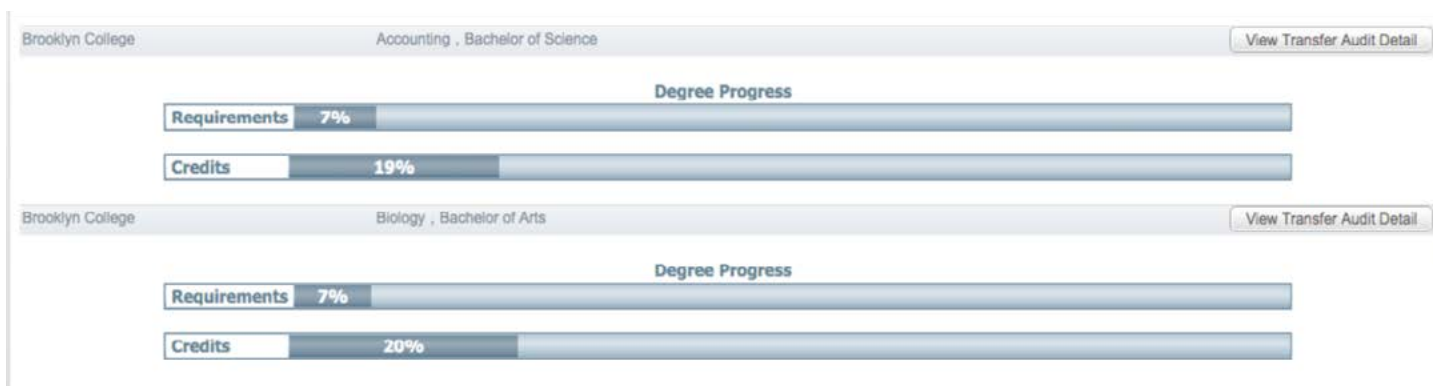 Brooklyn College Accounting , Bachelor of Science View Transfer Audit Detail
Degree Progress
Requirements 7%
Credits 19%
Brooklyn College Biology , Bachelor of Arts View Transfer Audit Detail
Degree Progress
Requirements 7%
Credits 20%